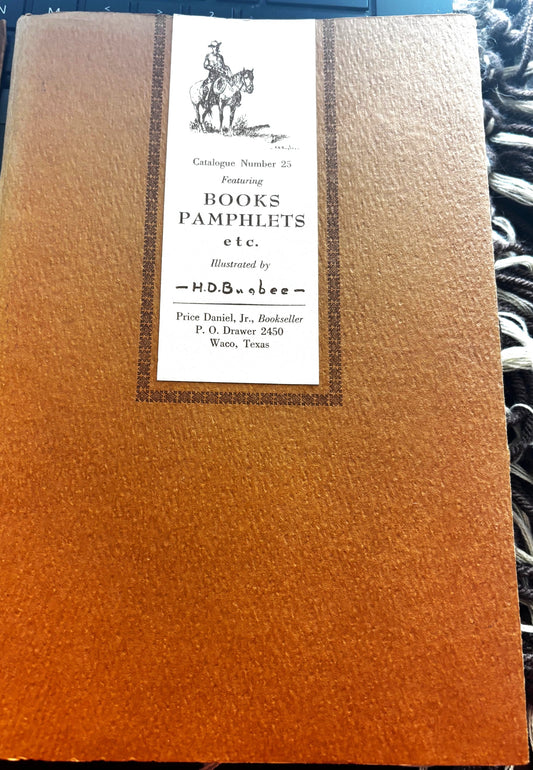 N M < > ?
Catalogue Number 25
Featuring
BOOKS
PAMPHLETS
etc.
Illustrated by
—H.D.Bugbee—
Price Daniel, Jr., Bookseller
P. O. Drawer 2450
Waco, Texas